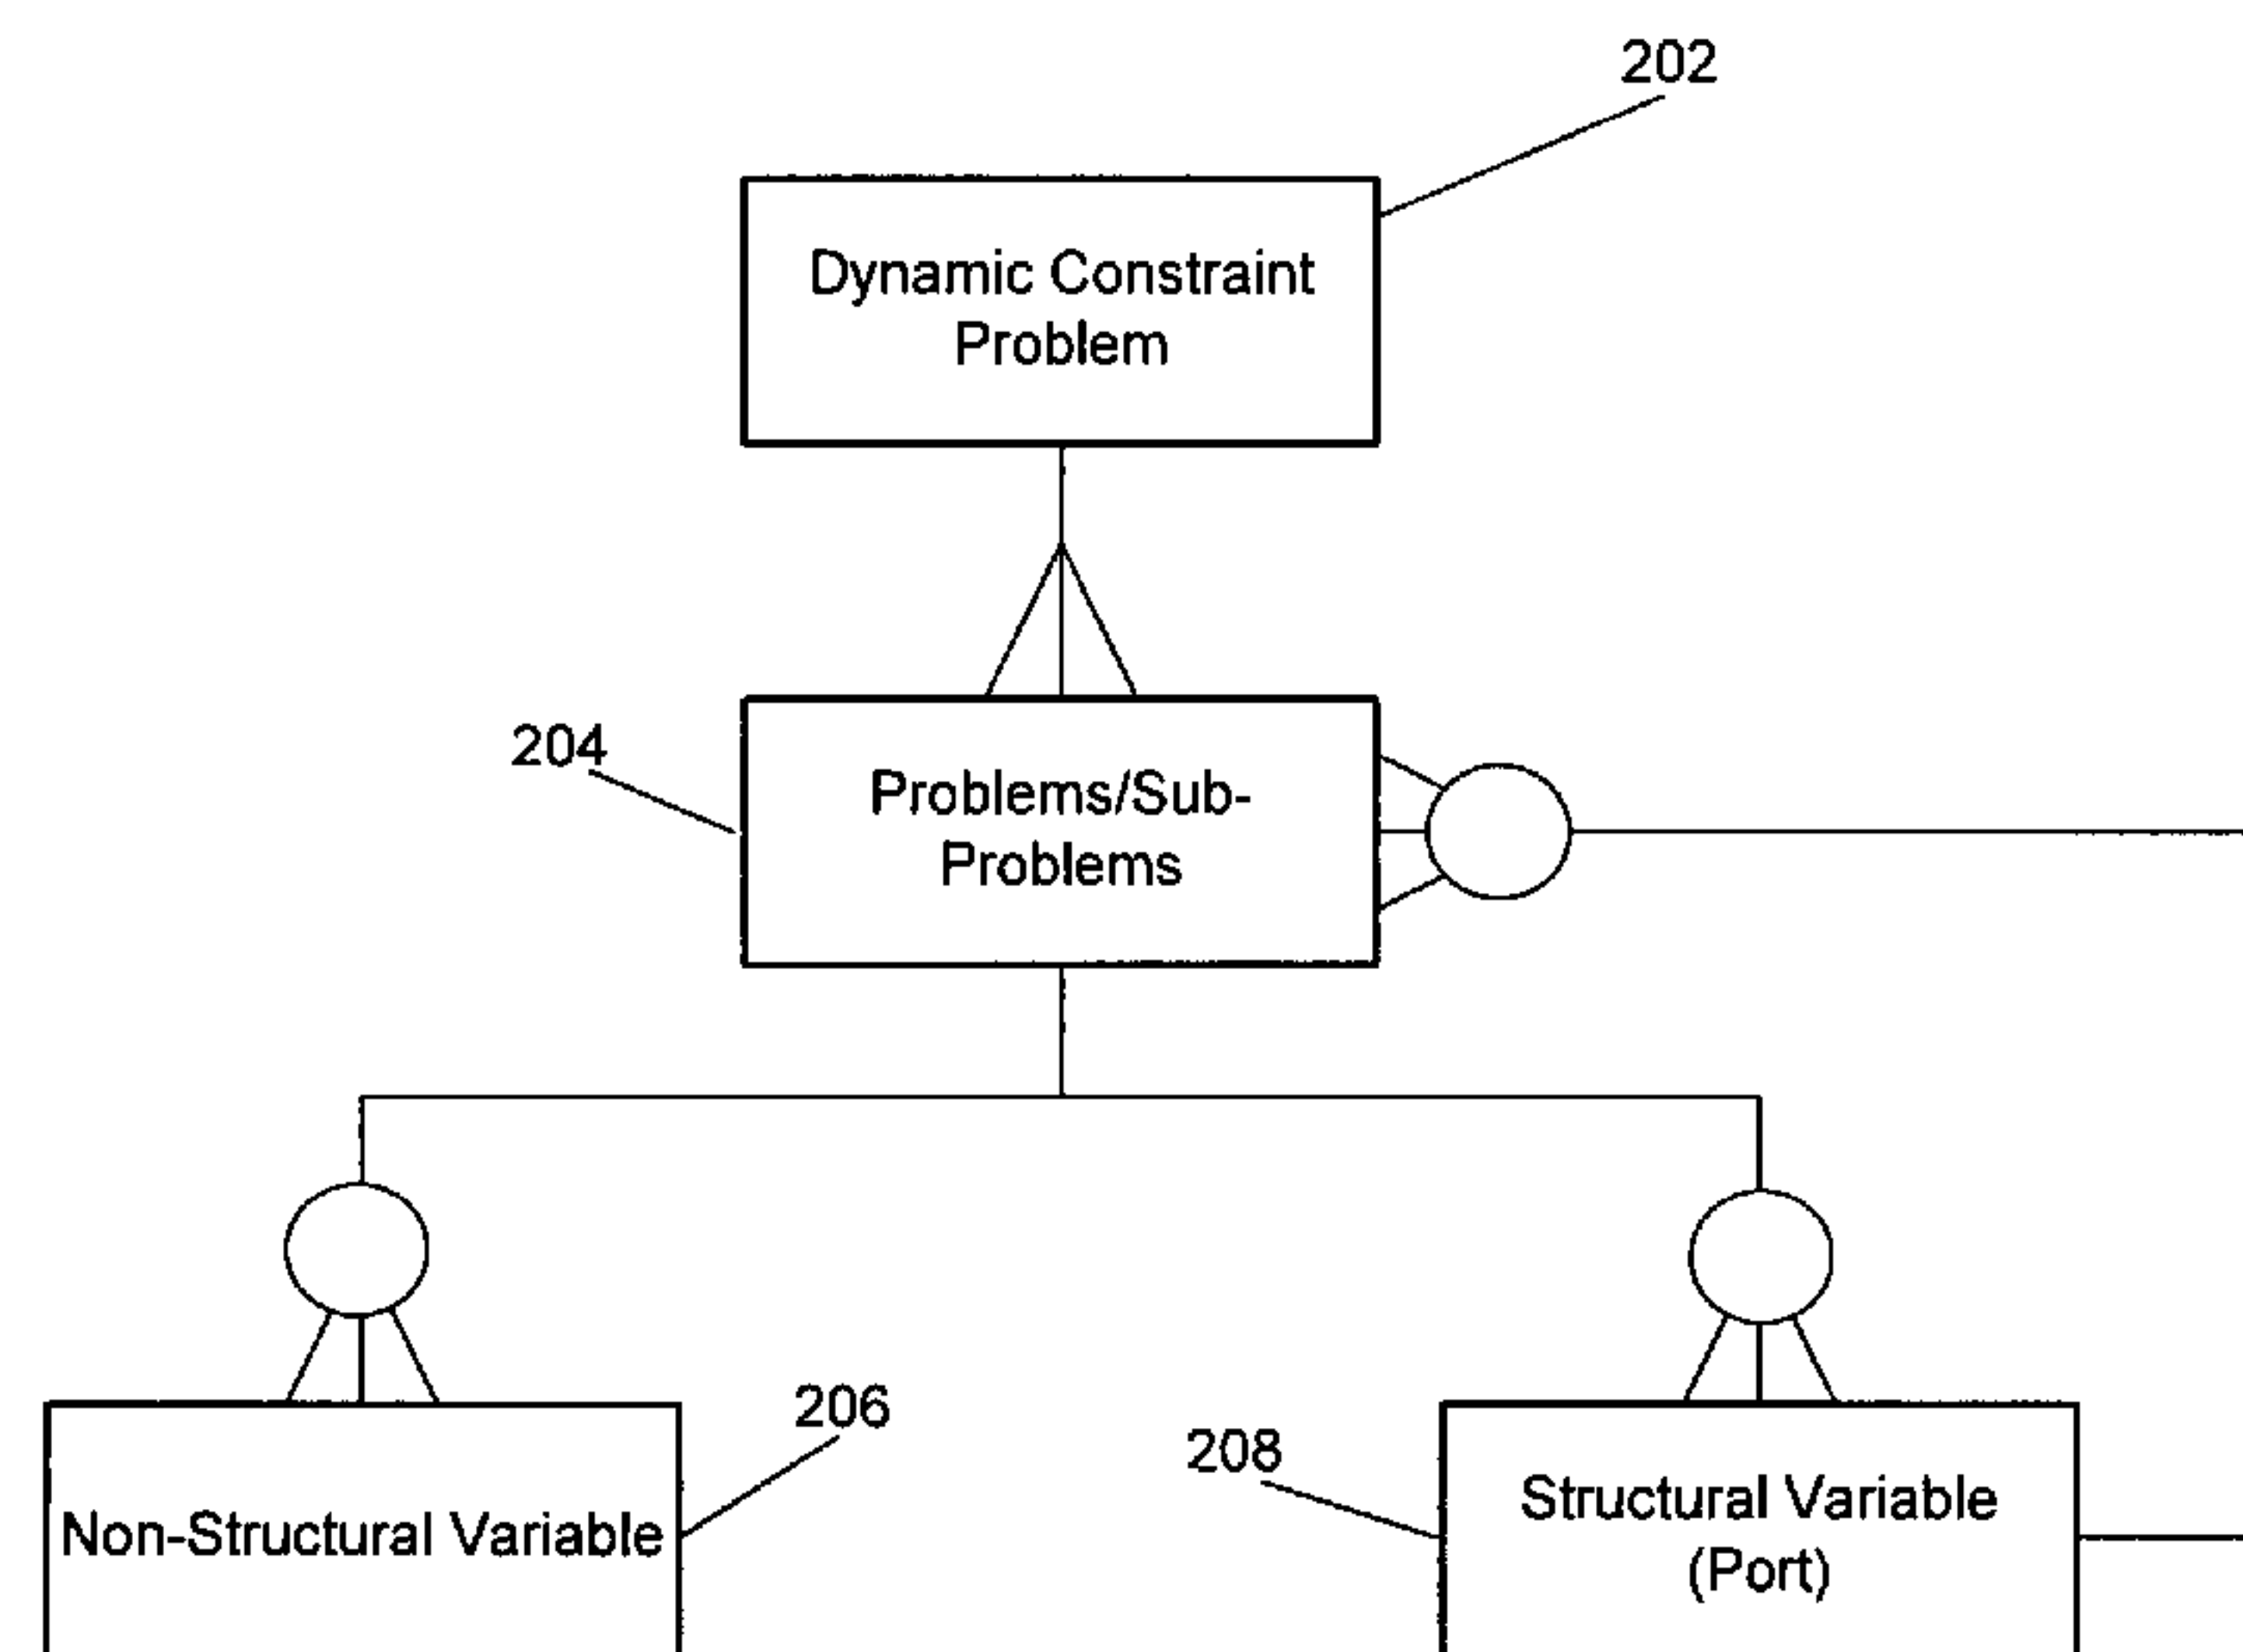 202
Dynamic Constraint
Problem
204
Problems/Sub-
Problems
206
208
Non-Structural Variable
Structural Variable
(Port)